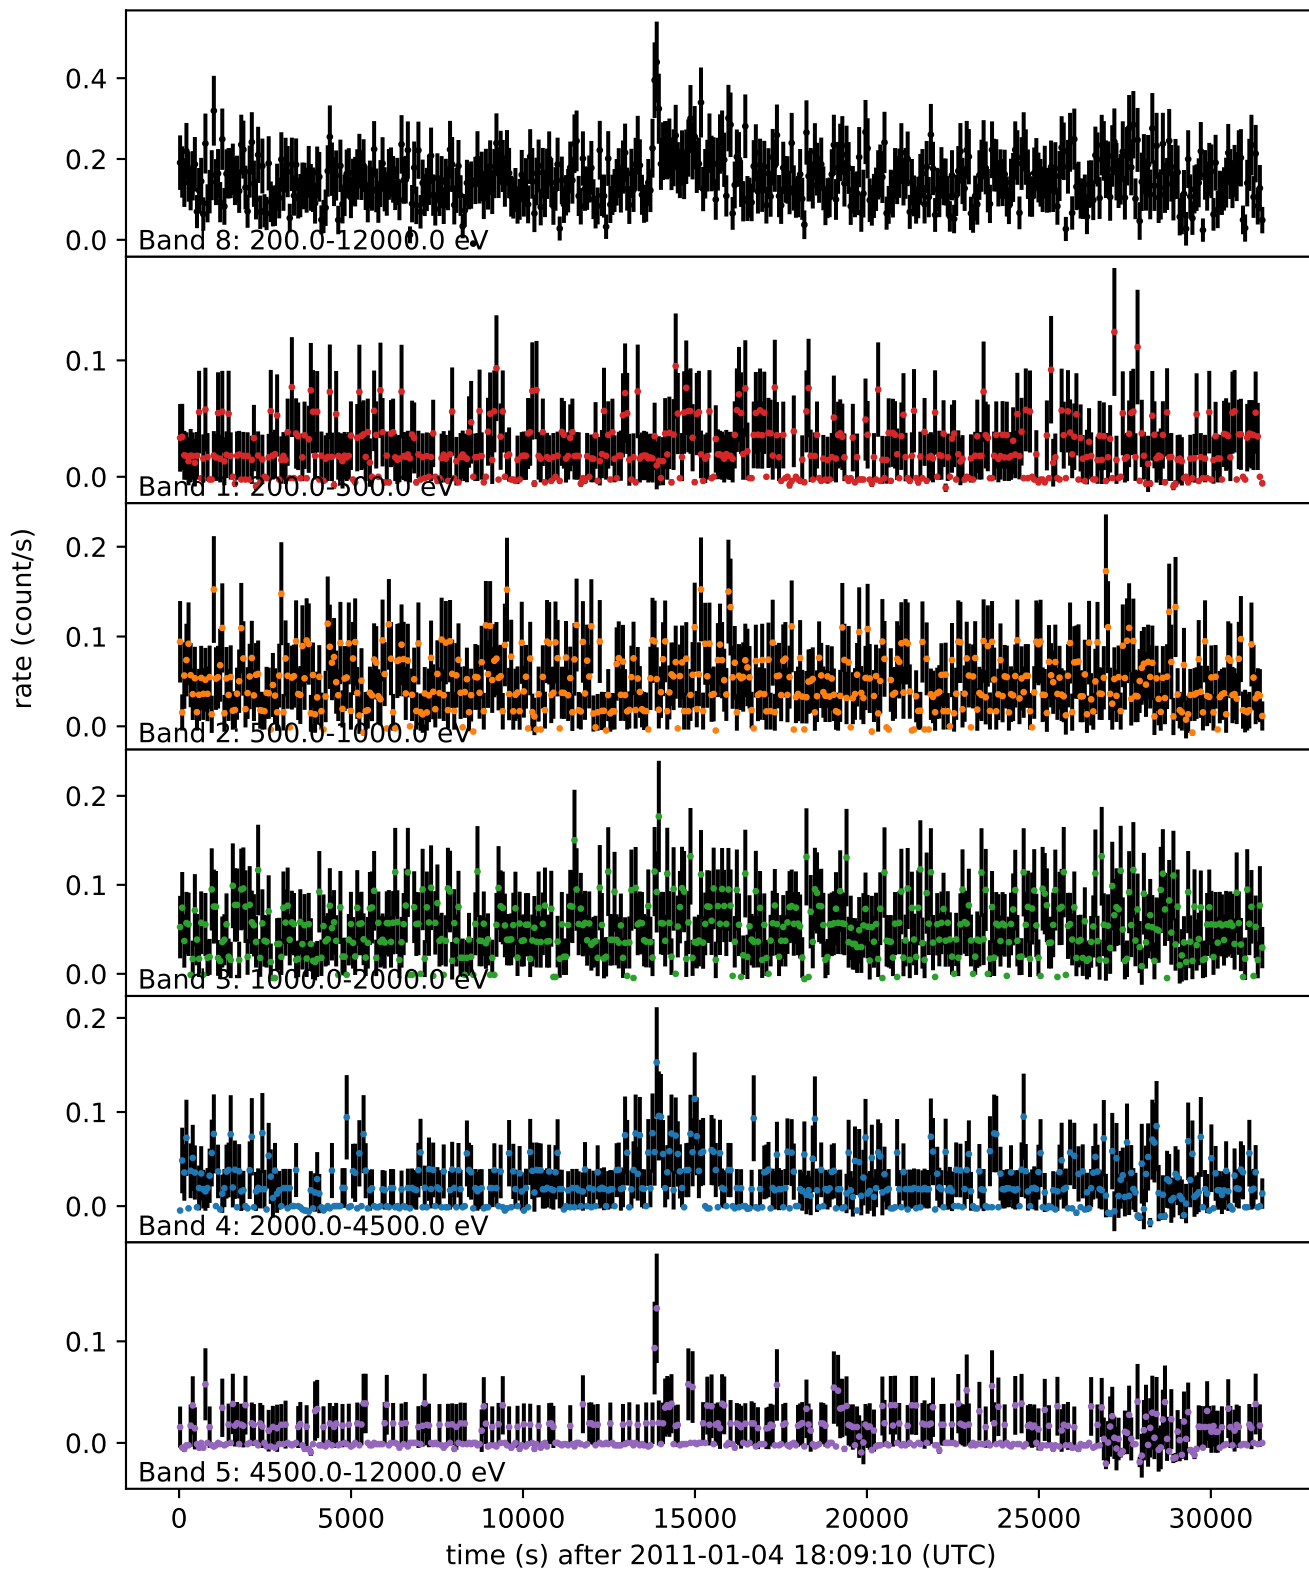 0.4
0.2
0.0
Band 8: 200.0-12000.0 eV
0.1
0.0
Band 1: 200.0-500.0 eV
0.2
0.1
0.0
Band 2: 500.0-1000.0 eV
rate (count/s)
0.2
0.1
0.0
Band 3: 1000.0-2000.0 eV
0.2
0.1
0.0
Band 4: 2000.0-4500.0 eV
0.1
0.0
Band 5: 4500.0-12000.0 eV
0 5000 10000 15000 20000 25000 30000
time (s) after 2011-01-04 18:09:10 (UTC)